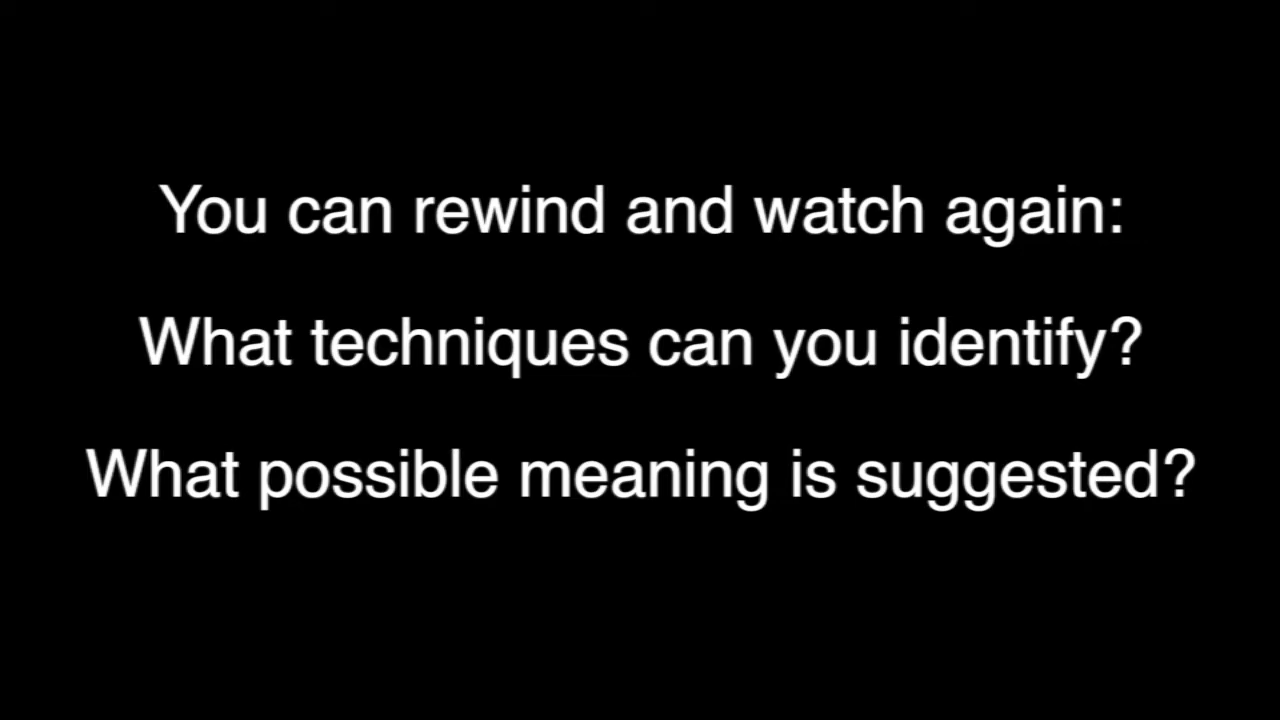 You can rewind and watch again:
What techniques can you identify?
What possible meaning is suggested?